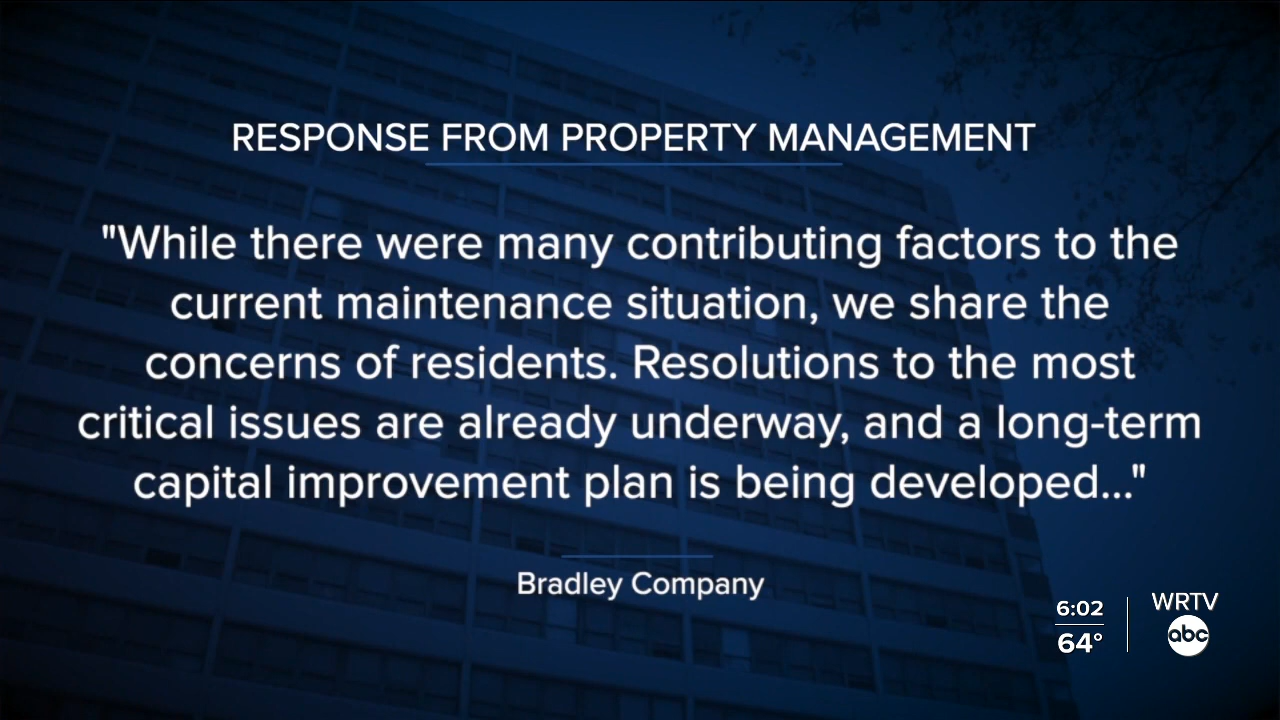 RESPONSE FROM PROPERTY MANAGEMENT
"While there were many contributing factors to the
current maintenance situation, we share the
concerns of residents. Resolutions to the most
critical issues are already underway, and a long-term
capital improvement plan is being developed..."
Bradley Company
6:02
64°
WRTV
abc